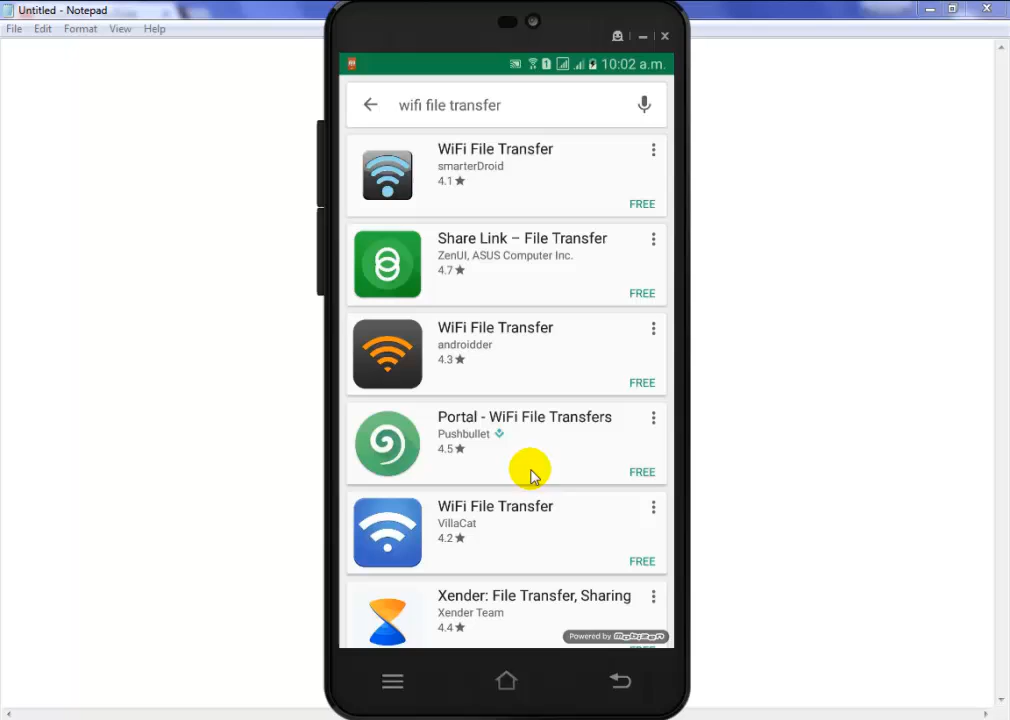 Untitled - Notepad
File Edit Format View Help
10:02 a.m.
wifi file transfer
WiFi File Transfer
smarterDroid
4.1★
FREE
Share Link – File Transfer
ZenUI, ASUS Computer Inc.
4.7★
FREE
WiFi File Transfer
androidder
4.3★
FREE
Portal - WiFi File Transfers
Pushbullet
4.5★
FREE
WiFi File Transfer
VillaCat
4.2★
FREE
Xender: File Transfer, Sharing
Xender Team
4.4★
Powered by mobizen